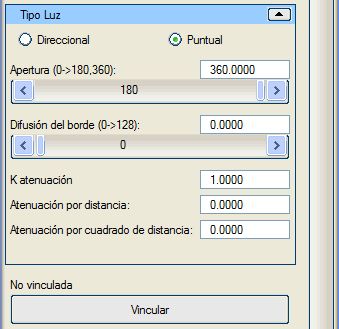 Tipo Luz
Direccional Puntual
Apertura (0->180,360): 360.0000
180
Difusión del borde (0->128): 0.0000
0
K atenuación 1.0000
Atenuación por distancia: 0.0000
Atenuación por cuadrado de distancia: 0.0000
No vinculada
Vincular